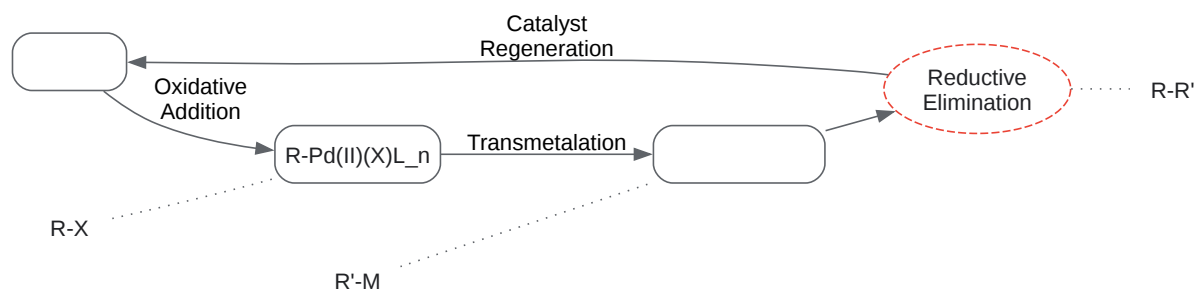 Catalyst
Regeneration
Oxidative
Addition
Reductive
Elimination
R-R'
R-Pd(II)(X)L_n
Transmetalation
R-X
R'-M